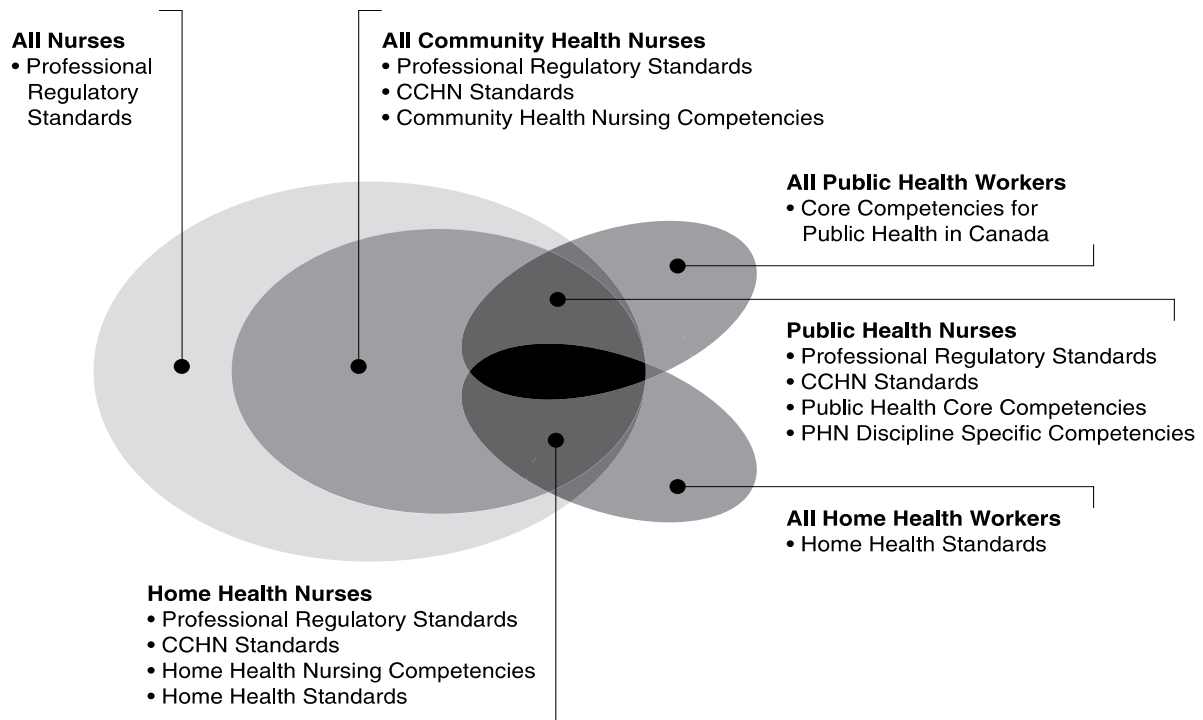 All Nurses
• Professional
Regulatory
Standards
All Community Health Nurses
• Professional Regulatory Standards
• CCHN Standards
• Community Health Nursing Competencies
All Public Health Workers
• Core Competencies for
Public Health in Canada
Public Health Nurses
• Professional Regulatory Standards
• CCHN Standards
• Public Health Core Competencies
• PHN Discipline Specific Competencies
All Home Health Workers
• Home Health Standards
Home Health Nurses
• Professional Regulatory Standards
• CCHN Standards
• Home Health Nursing Competencies
• Home Health Standards